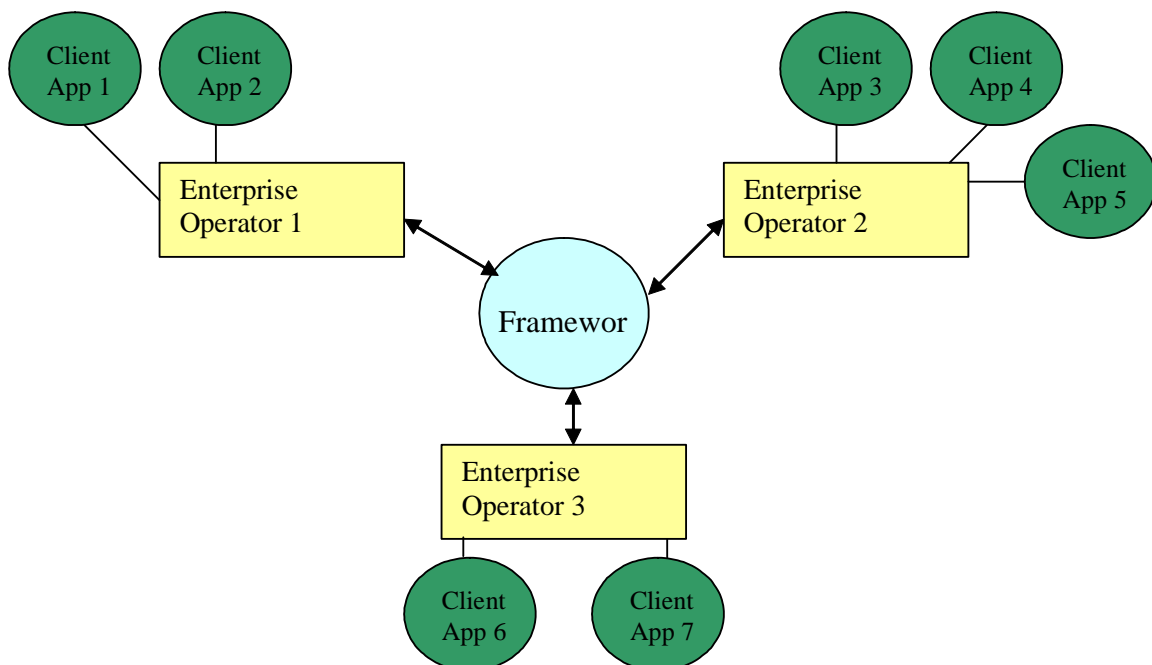 Client
App 1
Client
App 2
Client
App 3
Client
App 4
Client
App 5
Enterprise
Operator 1
Enterprise
Operator 2
Framewor
Enterprise
Operator 3
Client
App 6
Client
App 7